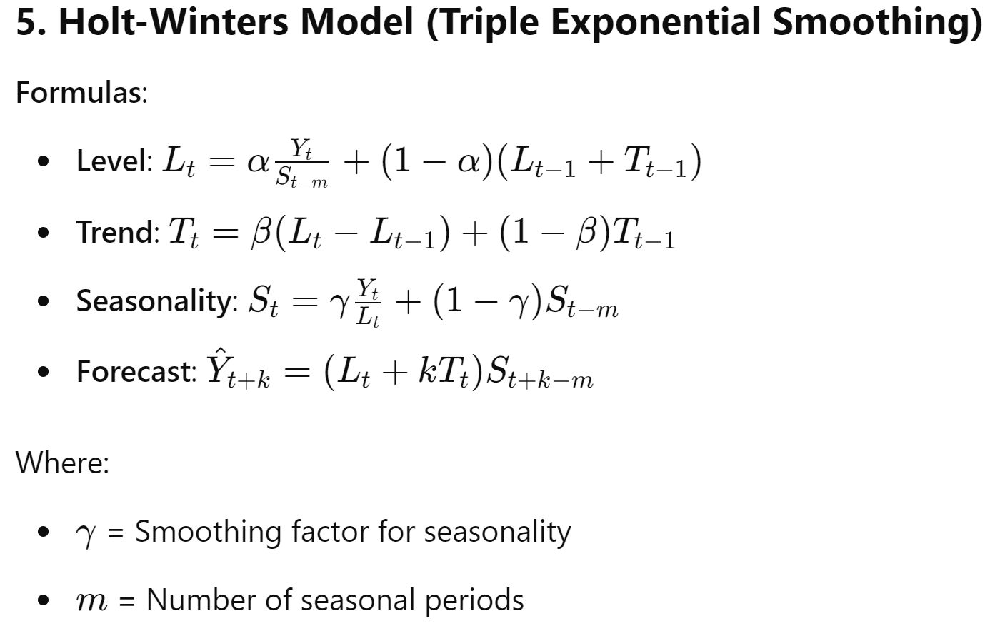 5. Holt-Winters Model (Triple Exponential Smoothing)
Formulas:
• Level: $L_t = \alpha \frac{Y_t}{S_{t-m}} + (1 - \alpha)(L_{t-1} + T_{t-1})$
• Trend: $T_t = \beta(L_t - L_{t-1}) + (1 - \beta)T_{t-1}$
• Seasonality: $S_t = \gamma \frac{Y_t}{L_t} + (1 - \gamma)S_{t-m}$
• Forecast: $\hat{Y}_{t+k} = (L_t + kT_t)S_{t+k-m}$
Where:
• $\gamma$ = Smoothing factor for seasonality
• $m$ = Number of seasonal periods